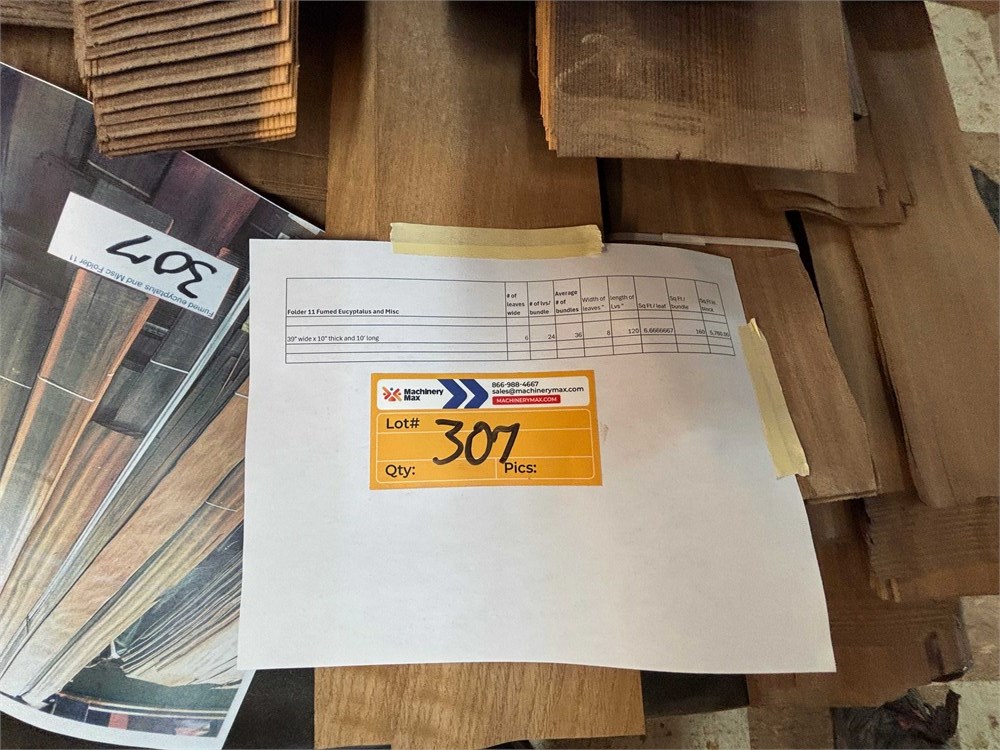 307
Fumed eucyptalus and Misc Folder 11
Folder 11 Fumed Eucyptalus and Misc | # of leaves wide | # of lvs/ bundle | Average # of bundles | Width of leaves " | length of Lvs " | Sq Ft / leaf | Sq Ft / bundle | Sq Ft in
39" wide x 10" thick and 10' long | 6 | 24 | 36 | 8 | 120 | 6.6666667 | 160
Machinery
Max
866-988-4667
sales@machinerymax.com
MACHINERYMAX.COM
Lot# 307
Qty: Pics: